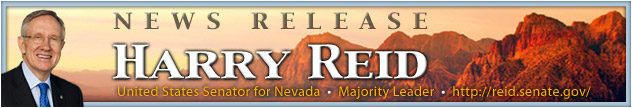 NEWS RELEASE
HARRY REID
United States Senator for Nevada • Majority Leader • http://reid.senate.gov/